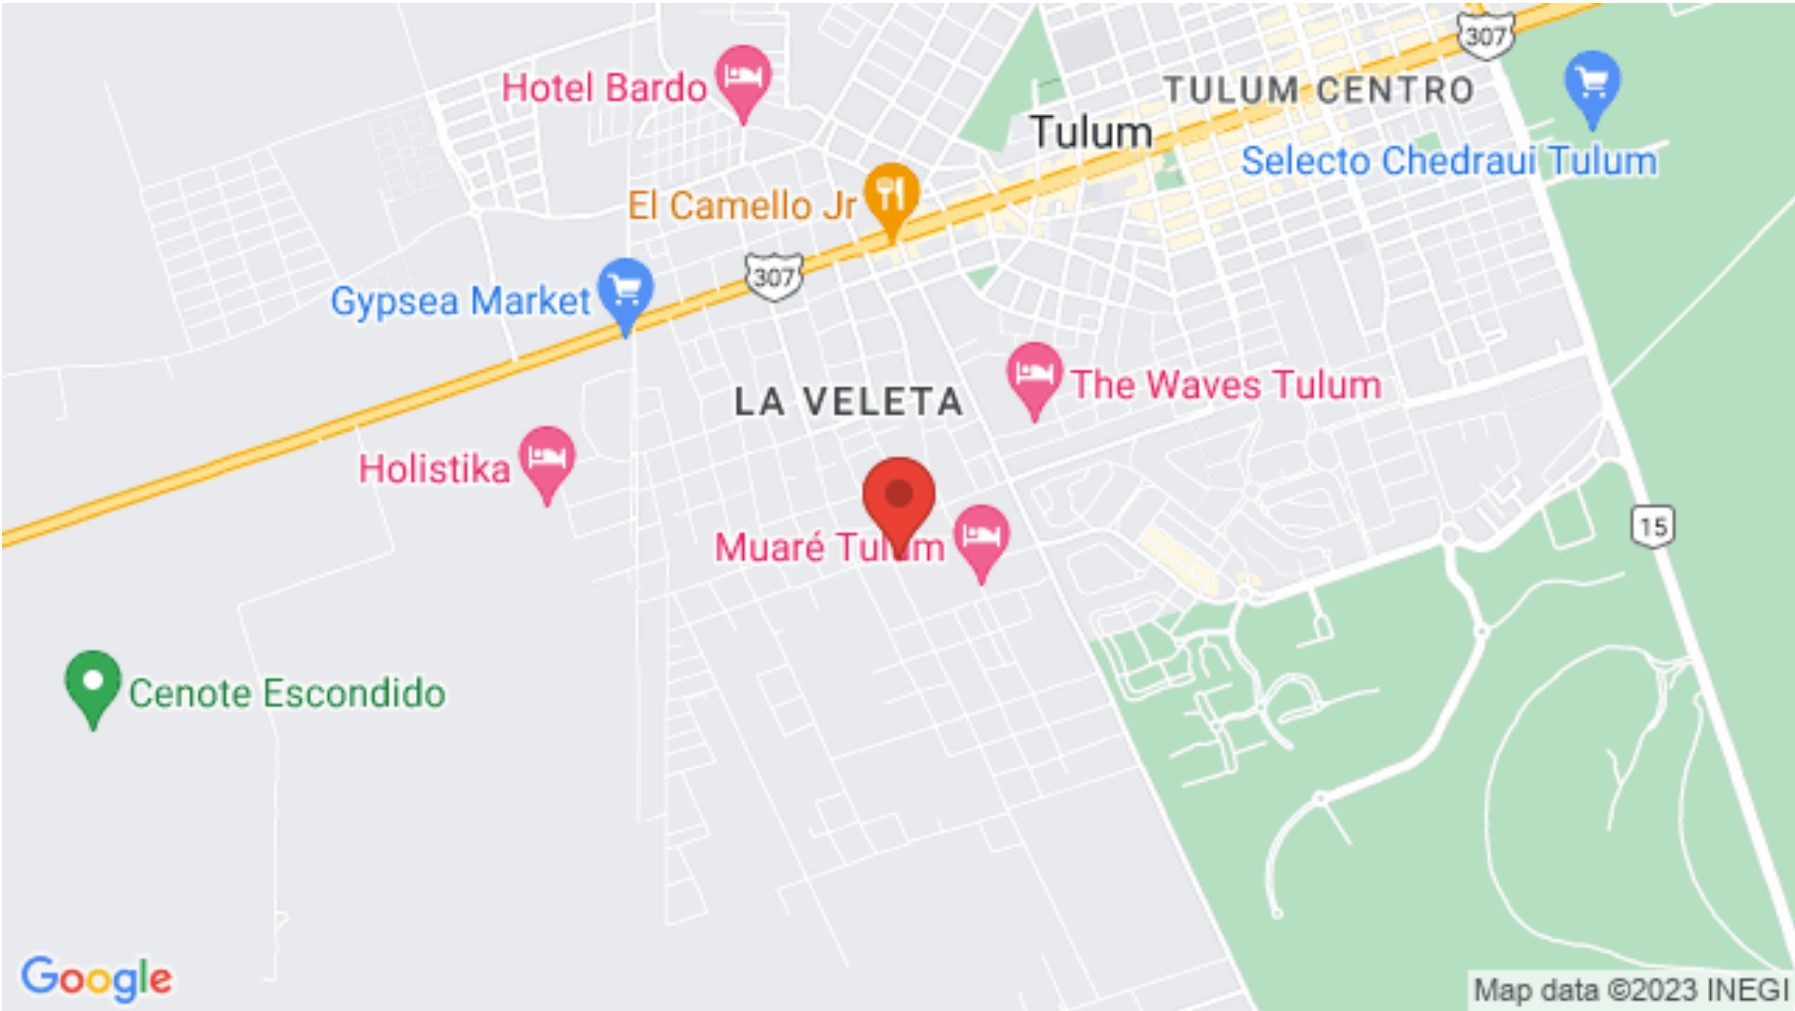 307
TULUM CENTRO
Hotel Bardo
Tulum
Selecto Chedraui Tulum
El Camello Jr
307
Gypsea Market
The Waves Tulum
LA VELETA
Holistika
15
Muaré Tulum
Cenote Escondido
Google
Map data ©2023 INEGI